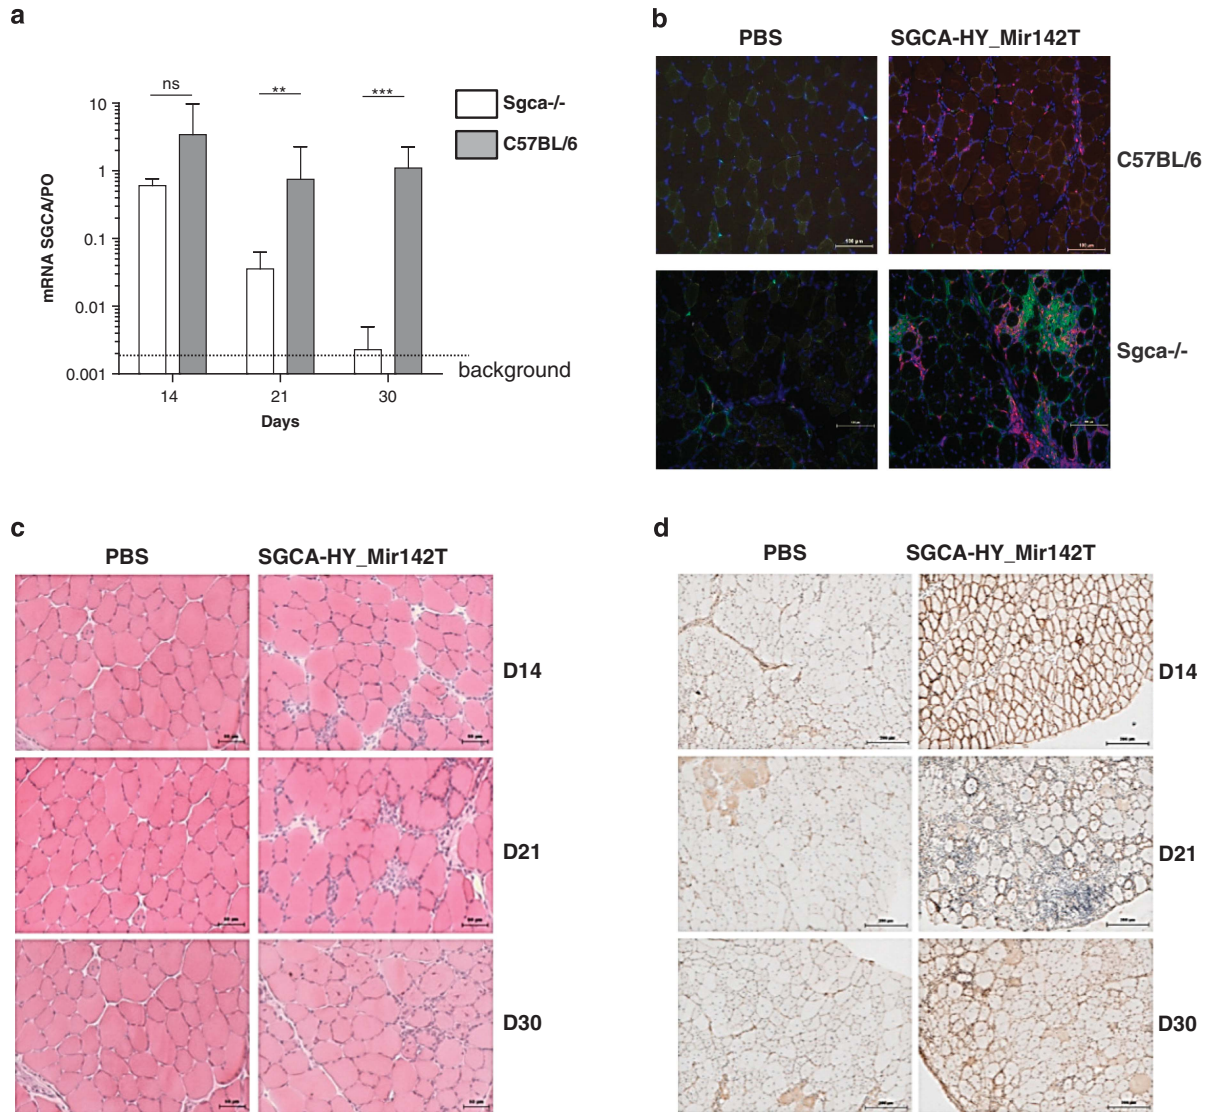 a
ns
**
***
Sgca-/-
C57BL/6
10
1
0.1
0.01
0.001
mRNA SGCA/PO
background
14
21
30
Days
b
PBS
SGCA-HY_Mir142T
C57BL/6
Sgca-/-
c
PBS
SGCA-HY_Mir142T
D14
D21
D30
d
PBS
SGCA-HY_Mir142T
D14
D21
D30